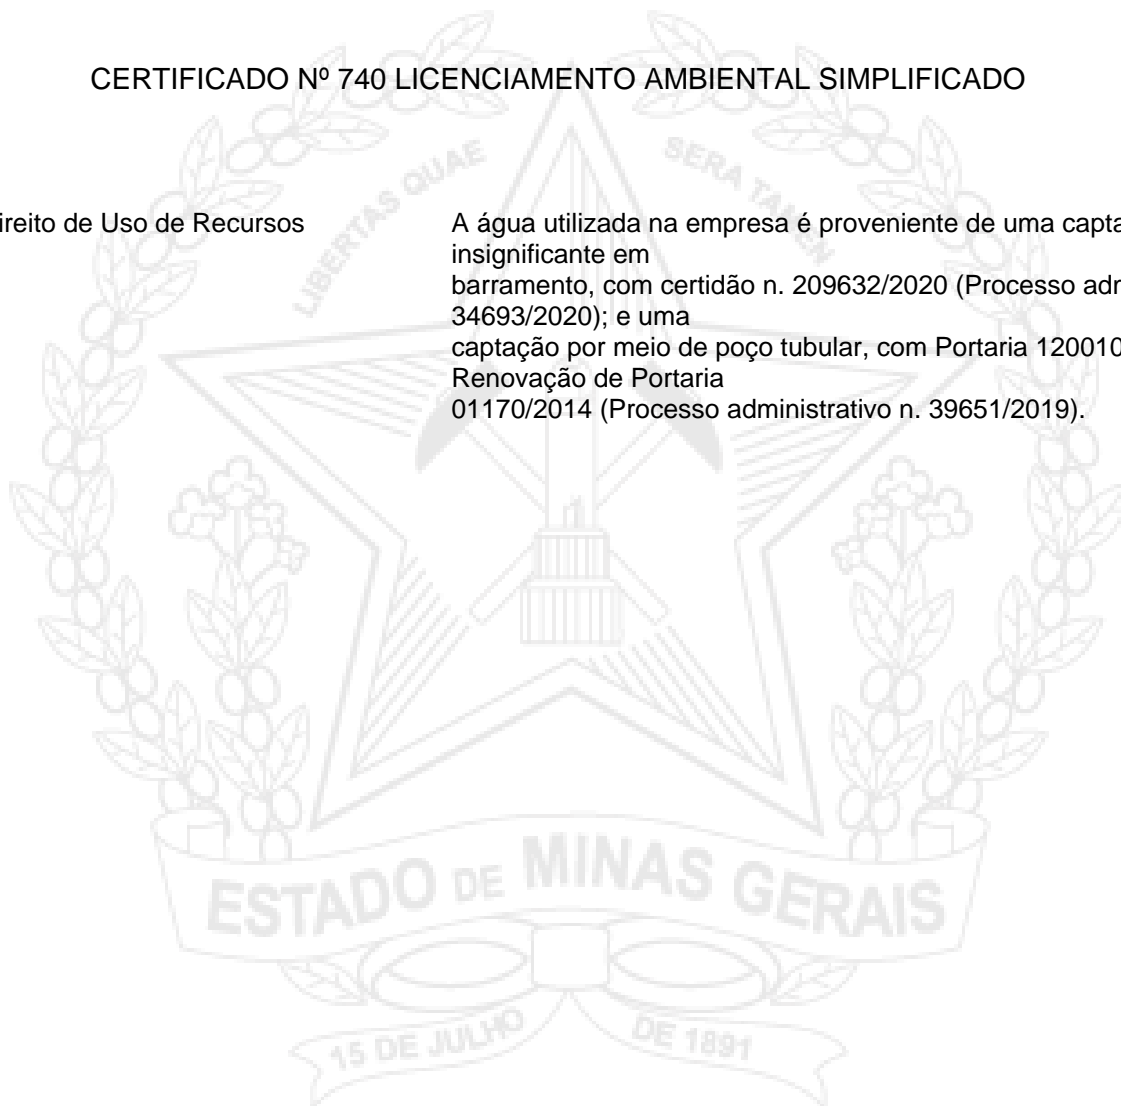 CERTIFICADO Nº 740 LICENCIAMENTO AMBIENTAL SIMPLIFICADO
LIBERTAS QUAE SERA TAMEN
ireito de Uso de Recursos
A água utilizada na empresa é proveniente de uma capta
insignificante em
barramento, com certidão n. 209632/2020 (Processo adr
34693/2020); e uma
captação por meio de poço tubular, com Portaria 120010
Renovação de Portaria
01170/2014 (Processo administrativo n. 39651/2019).
ESTADO DE MINAS GERAIS
15 DE JULHO DE 1891